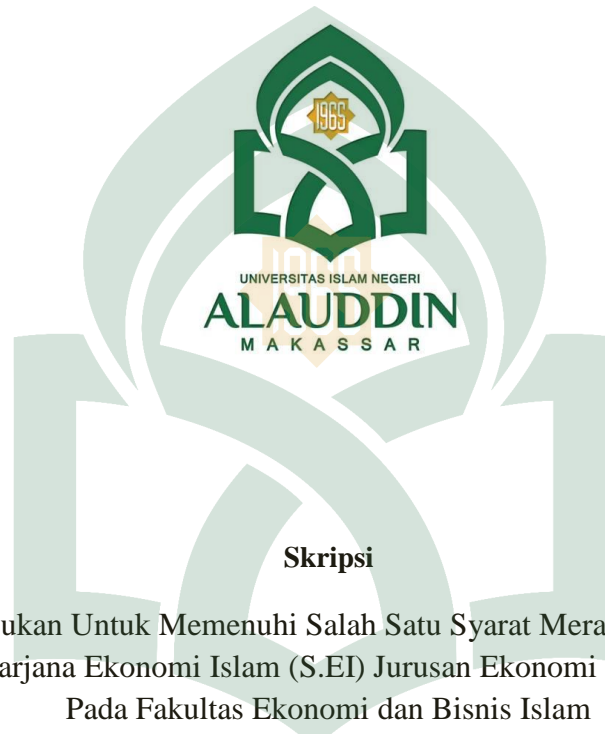 1965
UNIVERSITAS ISLAM NEGERI
ALAUDDIN
MAKASSAR
1965
Skripsi
ukan Untuk Memenuhi Salah Satu Syarat Mera
arjana Ekonomi Islam (S.EI) Jurusan Ekonomi
Pada Fakultas Ekonomi dan Bisnis Islam